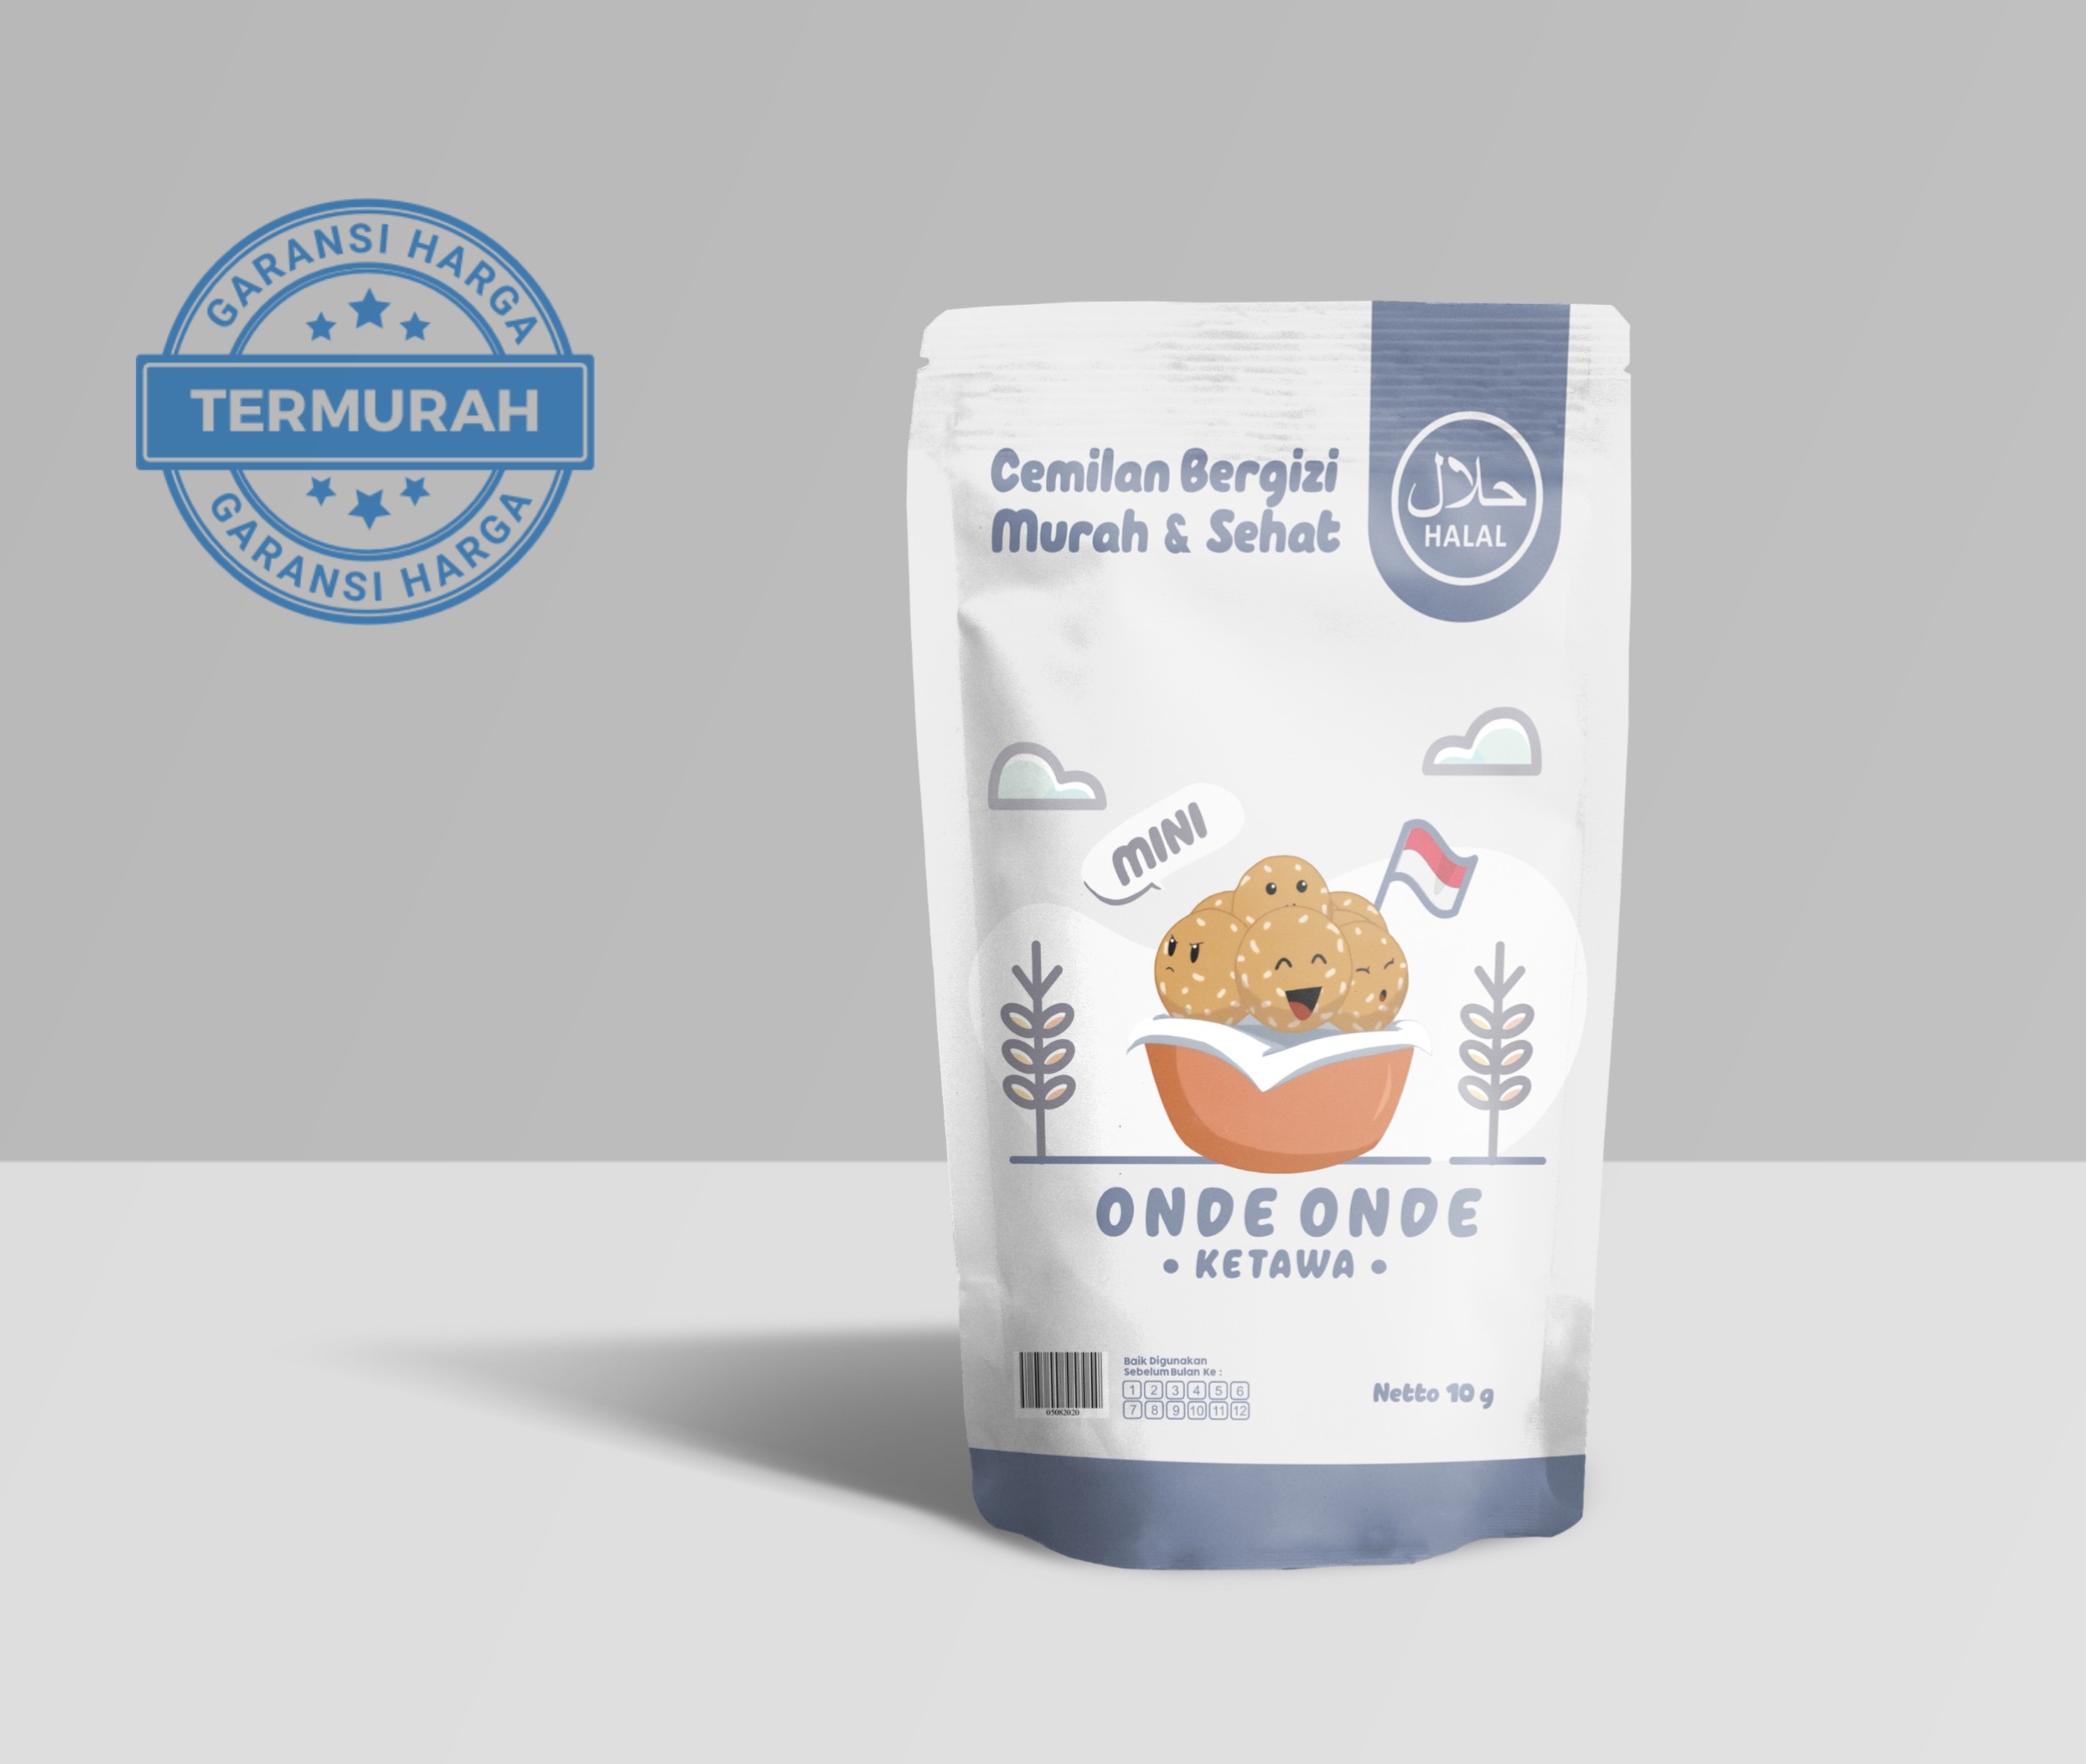 GARANSI HARGA
TERMURAH
GARANSI HARGA
Cemilan Bergizi
Murah & Sehat
حلال
HALAL
MINI
ONDE ONDE
• KETAWA •
05082020
Baik Digunakan
Sebelum Bulan Ke :
1 2 3 4 5 6
7 8 9 10 11 12
Netto 10 g